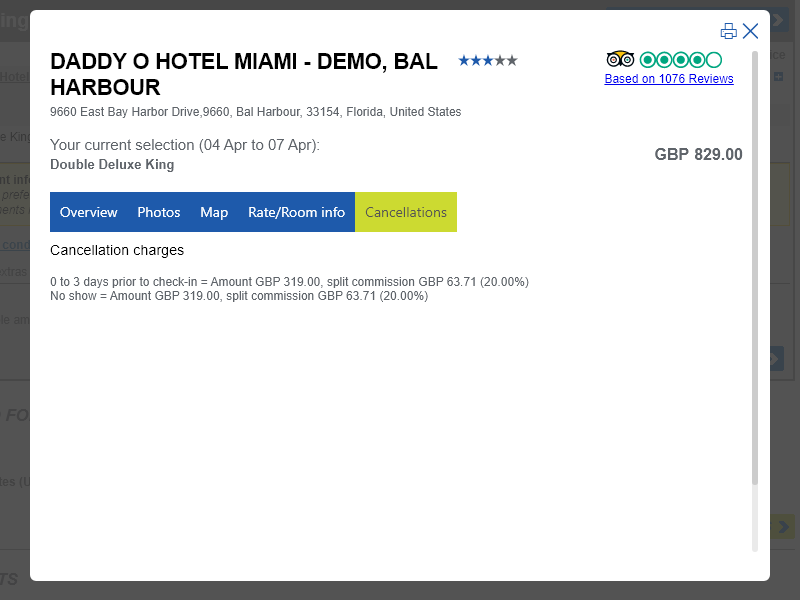 DADDY O HOTEL MIAMI - DEMO, BAL
HARBOUR
Based on 1076 Reviews
9660 East Bay Harbor Drive,9660, Bal Harbour, 33154, Florida, United States
Your current selection (04 Apr to 07 Apr):
Double Deluxe King
GBP 829.00
Overview Photos Map Rate/Room info Cancellations
Cancellation charges
0 to 3 days prior to check-in = Amount GBP 319.00, split commission GBP 63.71 (20.00%)
No show = Amount GBP 319.00, split commission GBP 63.71 (20.00%)